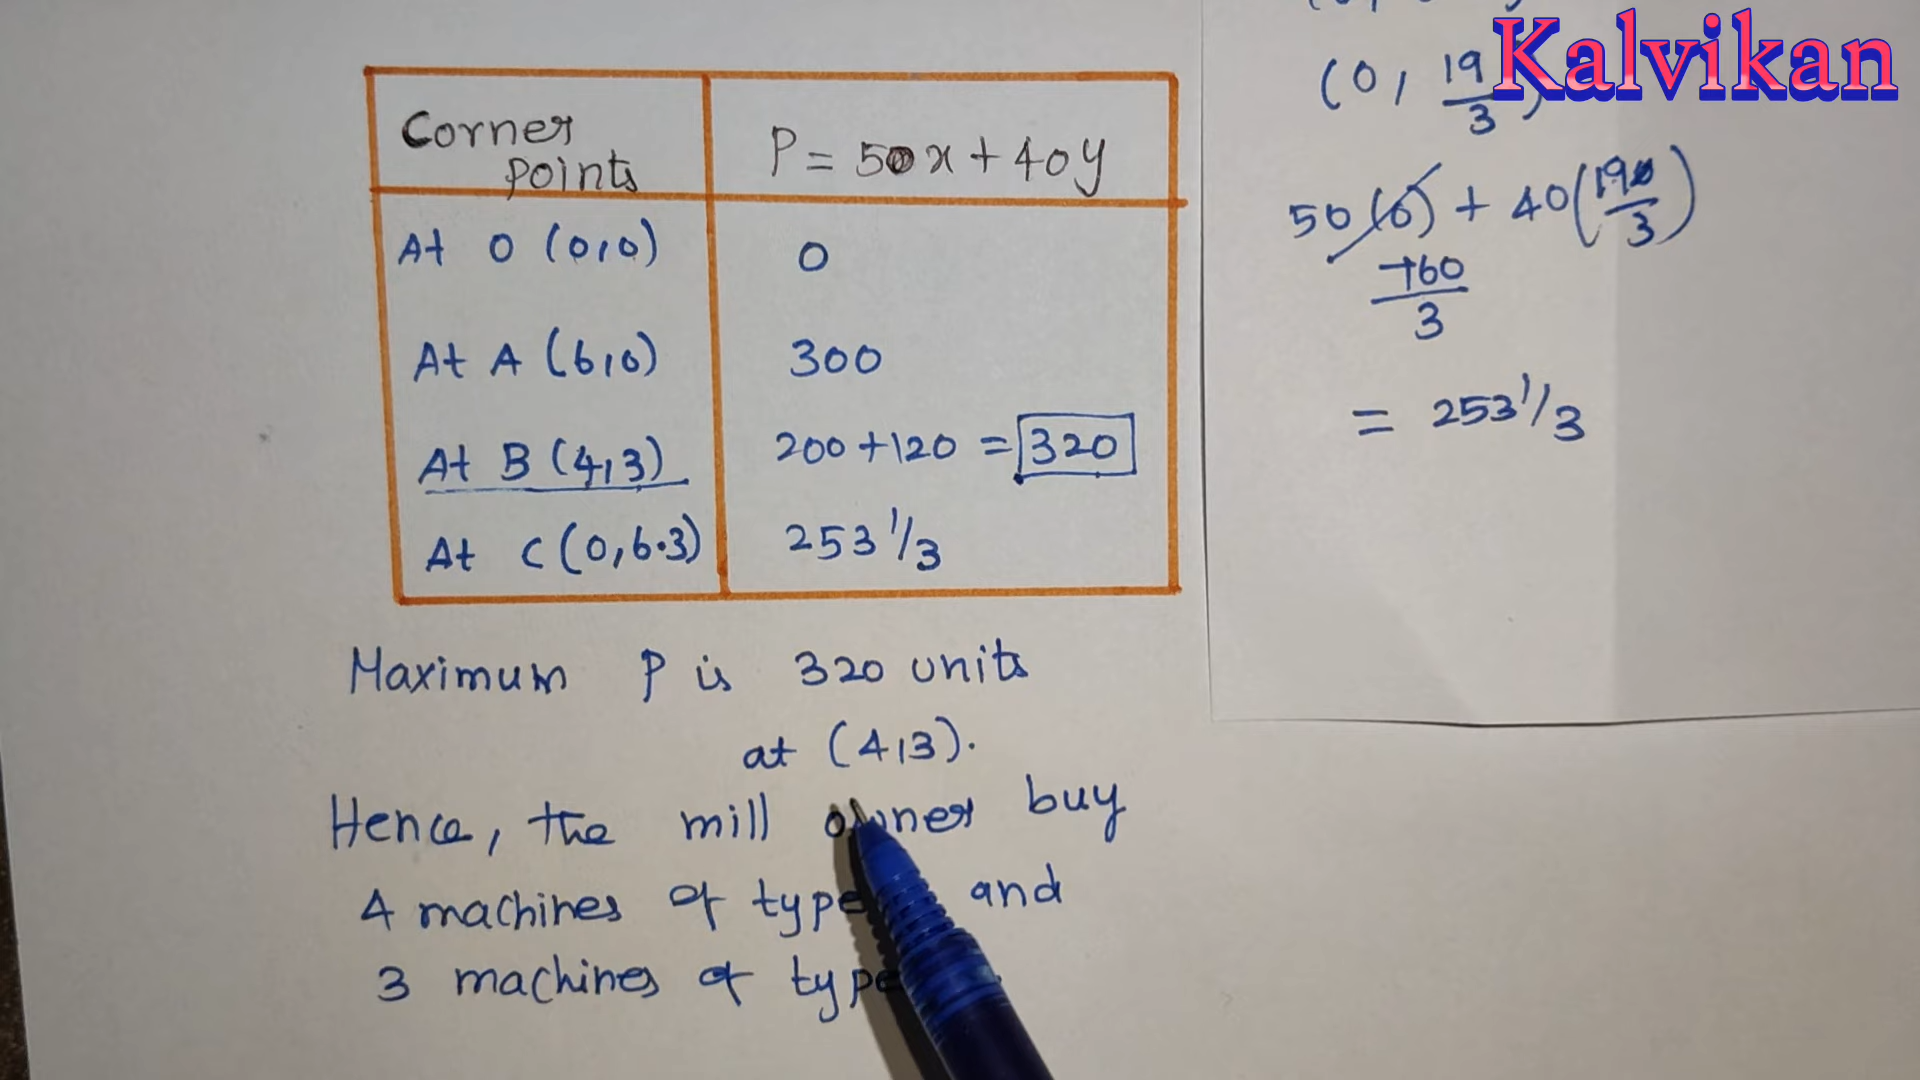 Kalvikan
Corner points
P = 50x + 40y
At O (0,0)
0
At A (6,0)
300
At B (4,3)
200+120 = 320
At C (0,6.3)
253 1/3
Maximum P is 320 units
at (4,3).
Hence, the mill owner buy
4 machines of type and
3 machines of type
(0, 19/3)
50(0) + 40(19/3)
760/3
= 253 1/3